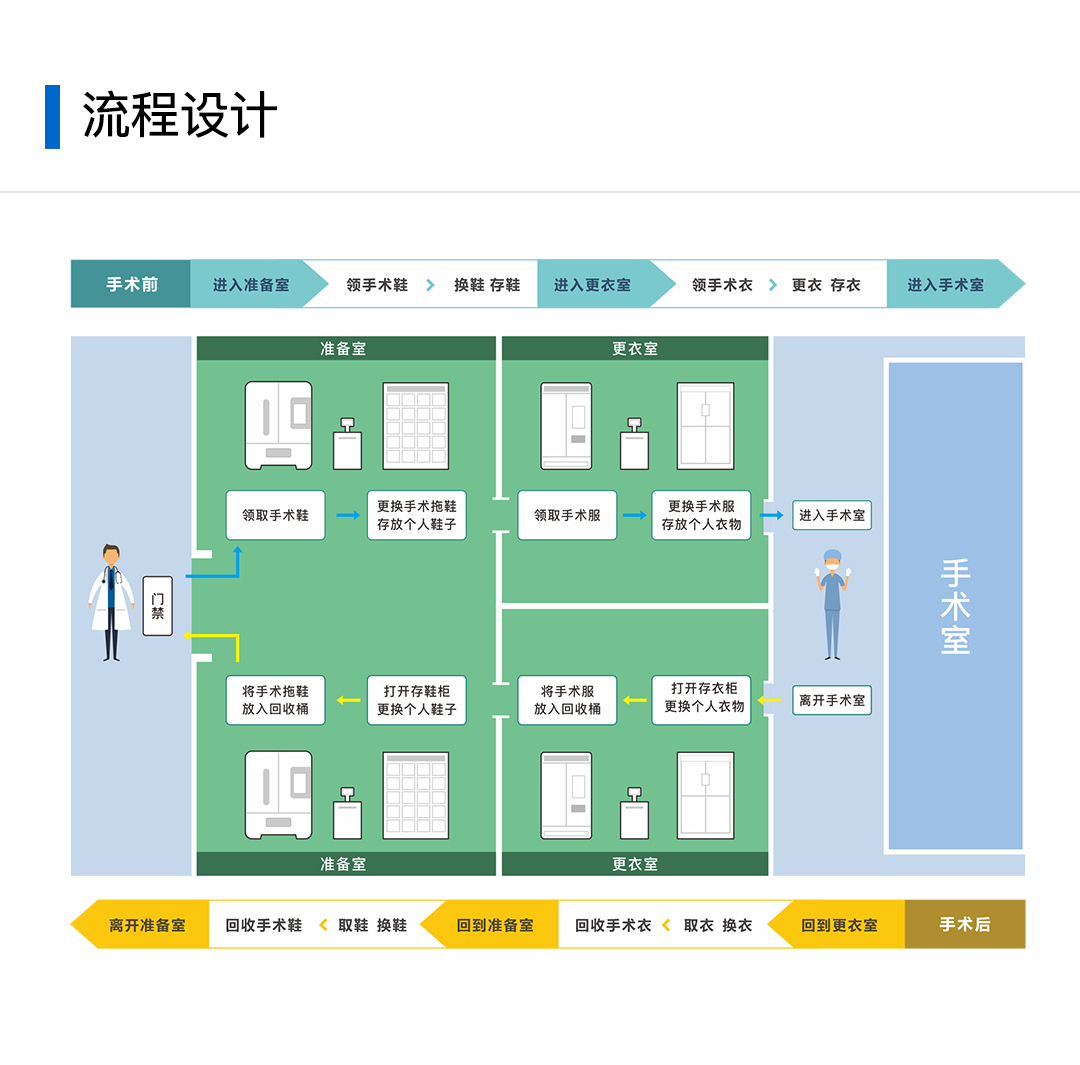 流程设计
手术前
进入准备室
领手术鞋
换鞋 存鞋
进入更衣室
领手术衣
更衣 存衣
进入手术室
准备室
更衣室
领取手术鞋
更换手术拖鞋
存放个人鞋子
领取手术服
更换手术服
存放个人衣物
进入手术室
门
禁
手
术
室
将手术拖鞋
放入回收桶
打开存鞋柜
更换个人鞋子
将手术服
放入回收桶
打开存衣柜
更换个人衣物
离开手术室
准备室
更衣室
离开准备室
回收手术鞋
取鞋 换鞋
回到准备室
回收手术衣
取衣 换衣
回到更衣室
手术后